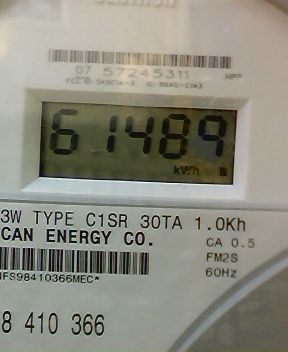 07 57245311 HPP
61489
kWh
3W TYPE C1SR 30TA 1.0Kh
CAN ENERGY CO.
CA 0.5
FM2S
60Hz
IFS98410366MEC*
8 410 366